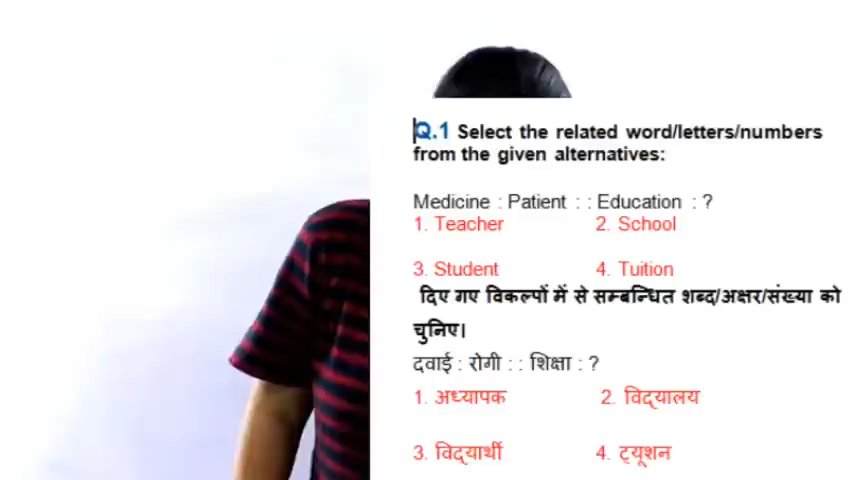 Q.1 Select the related word/letters/numbers
from the given alternatives:
Medicine : Patient : : Education : ?
1. Teacher 2. School
3. Student 4. Tuition
दिए गए विकल्पों में से सम्बन्धित शब्द/अक्षर/संख्या को
चुनिए।
दवाई : रोगी : : शिक्षा : ?
1. अध्यापक 2. विद्यालय
3. विद्यार्थी 4. ट्यूशन